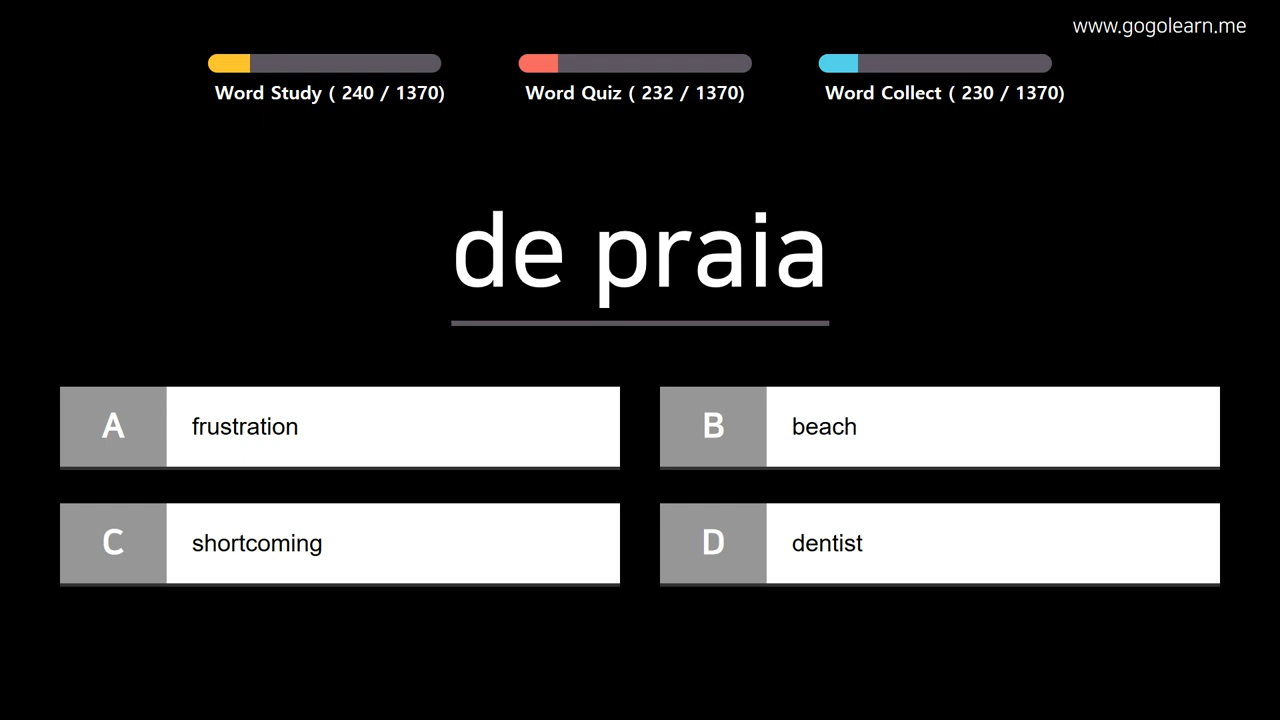 www.gogolearn.me
Word Study ( 240 / 1370)
Word Quiz ( 232 / 1370)
Word Collect ( 230 / 1370)
de praia
A frustration
B beach
C shortcoming
D dentist